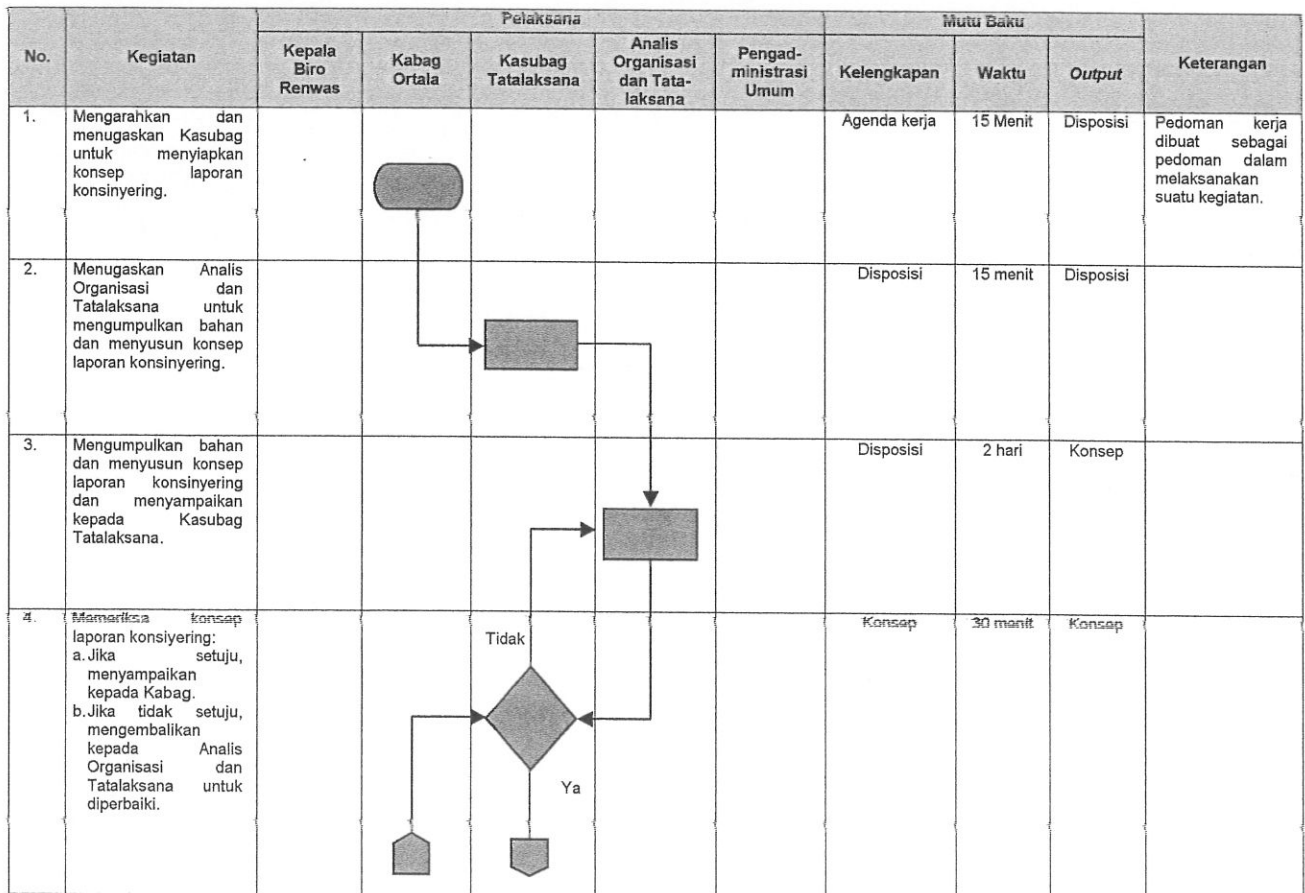 Pelaksana
Mutu Baku
No.
Kegiatan
Kepala
Biro
Renwas
Kabag
Ortala
Kasubag
Tatalaksana
Analis
Organisasi
dan Tata-
laksana
Pengad-
ministrasi
Umum
Kelengkapan
Waktu
Output
Keterangan
1.
Mengarahkan dan
menugaskan Kasubag
untuk menyiapkan
konsep laporan
konsinyering.
Agenda kerja
15 Menit
Disposisi
Pedoman kerja
dibuat sebagai
pedoman dalam
melaksanakan
suatu kegiatan.
2.
Menugaskan Analis
Organisasi dan
Tatalaksana untuk
mengumpulkan bahan
dan menyusun konsep
laporan konsinyering.
Disposisi
15 menit
Disposisi
3.
Mengumpulkan bahan
dan menyusun konsep
laporan konsinyering
dan menyampaikan
kepada Kasubag
Tatalaksana.
Disposisi
2 hari
Konsep
4.
Memeriksa konsep
laporan konsiyering:
a. Jika setuju,
menyampaikan
kepada Kabag.
b. Jika tidak setuju,
mengembalikan
kepada Analis
Organisasi dan
Tatalaksana untuk
diperbaiki.
Tidak
Ya
Konsep
30 menit
Konsep